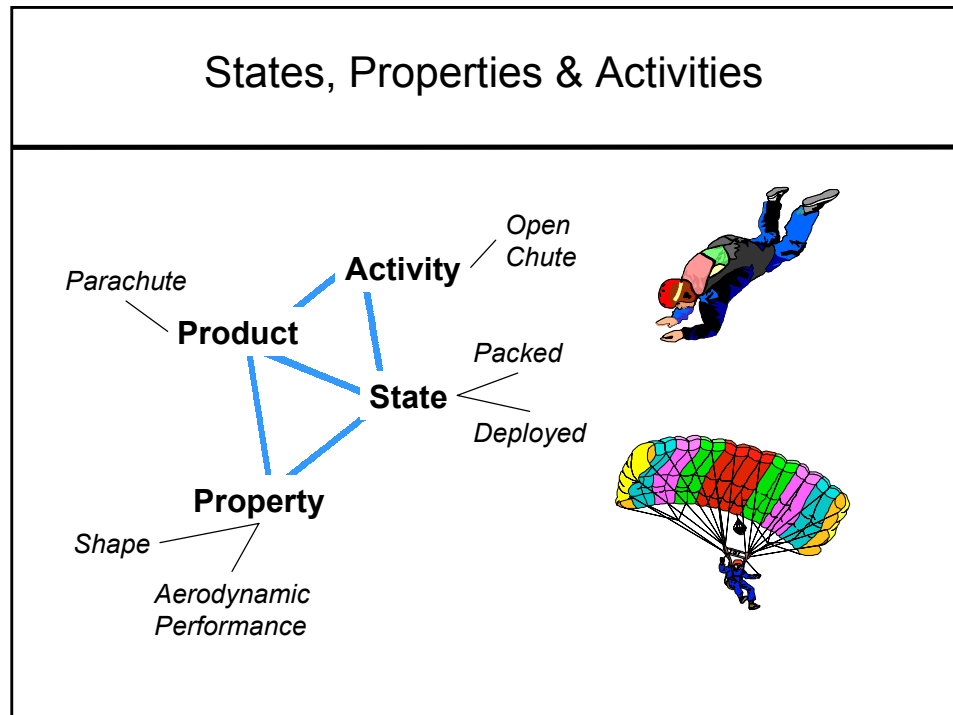 States, Properties & Activities
Open
Chute
Activity
Parachute
Product
Packed
State
Deployed
Property
Shape
Aerodynamic
Performance